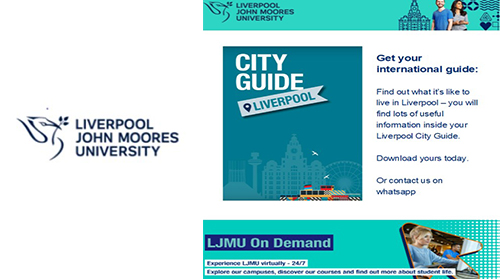 LIVERPOOL
JOHN MOORES
UNIVERSITY
LIVERPOOL
JOHN MOORES
UNIVERSITY
CITY
GUIDE
LIVERPOOL
Get your
international guide:
Find out what it's like to
live in Liverpool – you will
find lots of useful
information inside your
Liverpool City Guide.
Download yours today.
Or contact us on
whatsapp
LJMU On Demand
Experience LJMU virtually - 24/7
Explore our campuses, discover our courses and find out more about student life.